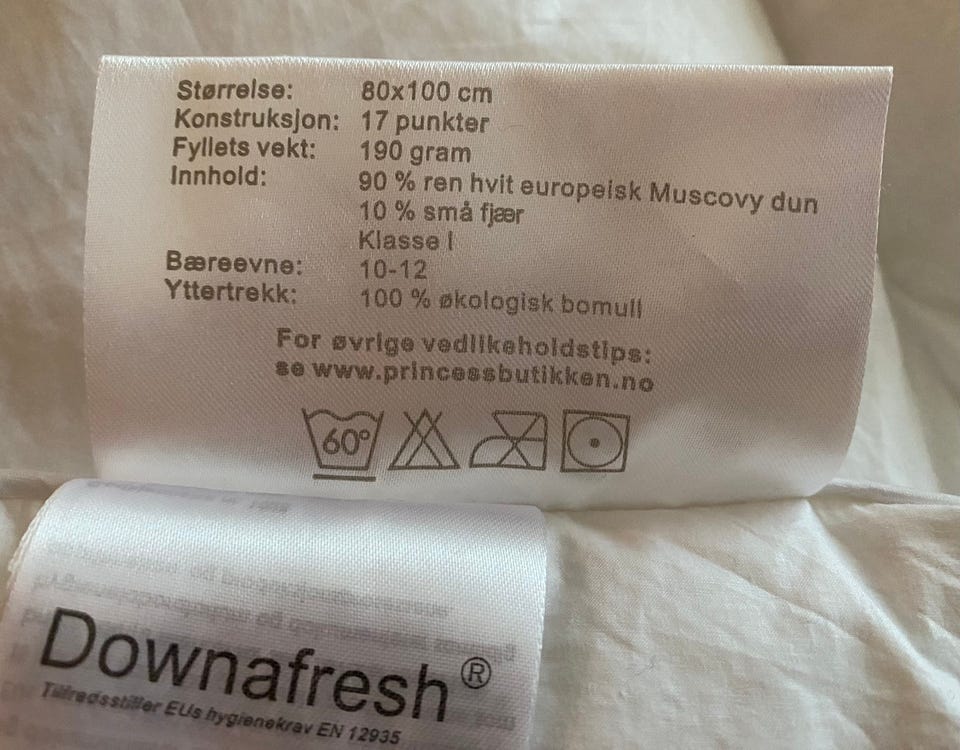 Størrelse: 80x100 cm
Konstruksjon: 17 punkter
Fyllets vekt: 190 gram
Innhold: 90 % ren hvit europeisk Muscovy dun
10 % små fjær
Klasse I
Bæreevne: 10-12
Yttertrekk: 100 % økologisk bomull
For øvrige vedlikeholdstips:
se www.princessbutikken.no
60°
Downafresh®
Tilfredsstiller EUs hygienekrav EN 12935